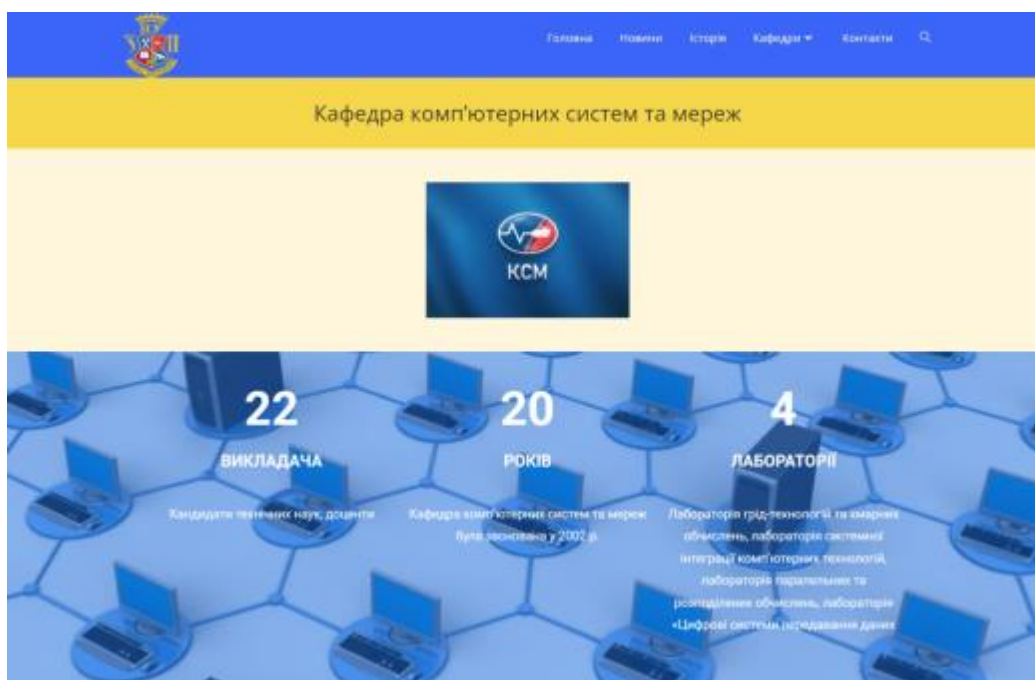 Головна Новини Історія Кафедри Контакти
Кафедра комп'ютерних систем та мереж
КСМ
22
ВИКЛАДАЧА
Кандидати технічних наук, доценти
20
РОКІВ
Кафедра комп'ютерних систем та мереж
була заснована у 2002 р.
4
ЛАБОРАТОРІЇ
Лабораторія грід-технологій та хмарних
обчислень, лабораторія системної
інтеграції комп'ютерних технологій,
лабораторія паралельних та
розподілених обчислень, лабораторія
«Цифрові системи передавання даних